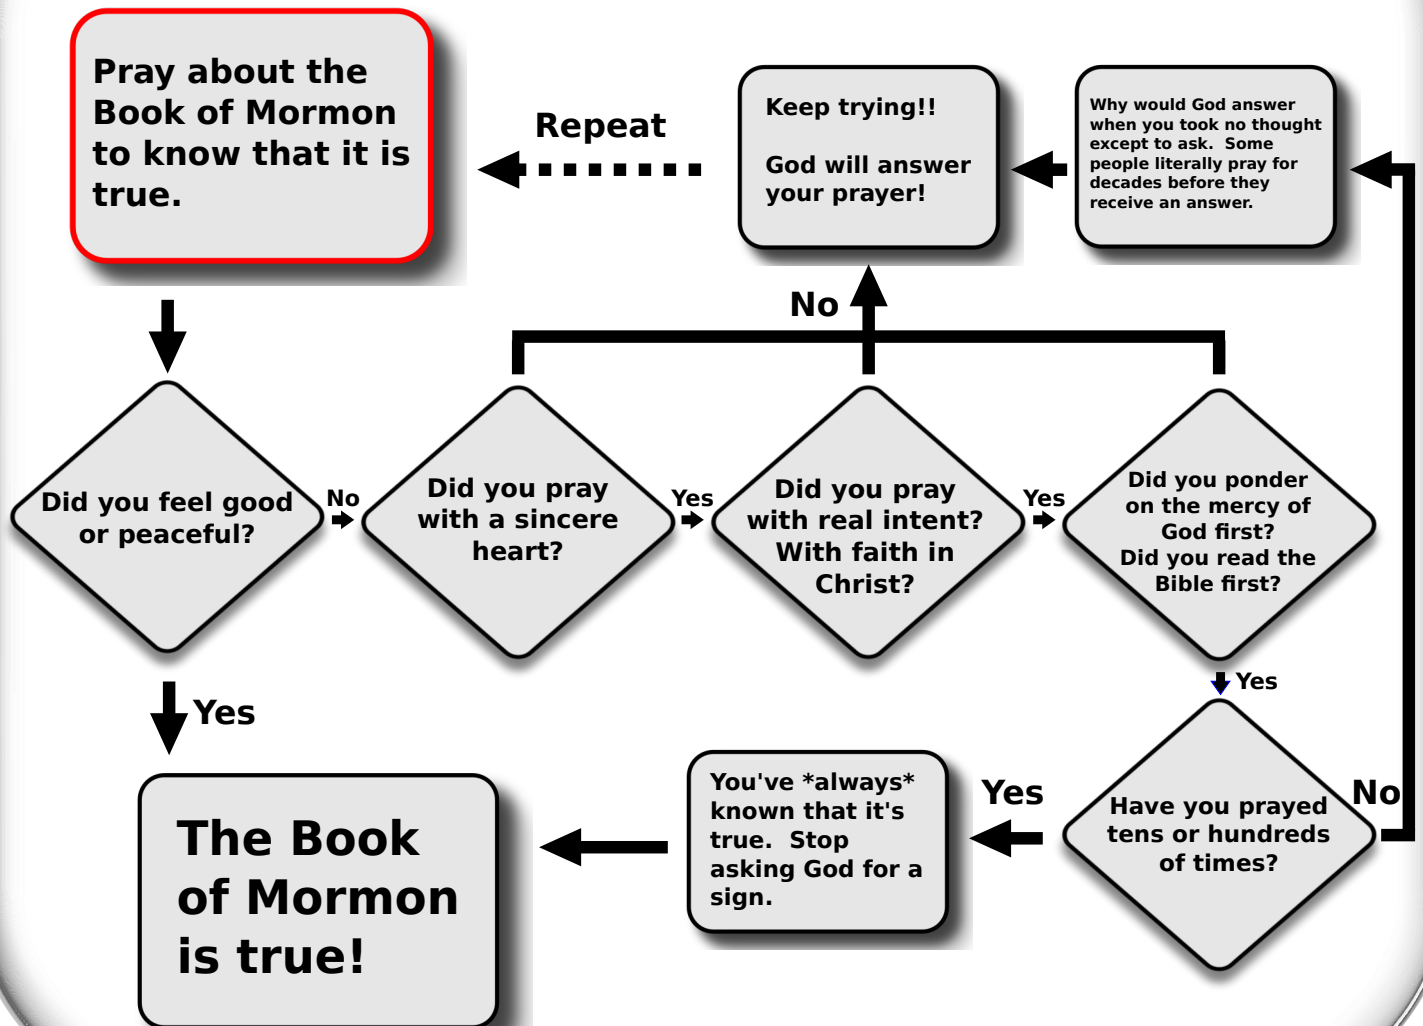 Pray about the
Book of Mormon
to know that it is
true.
Repeat
Keep trying!!
God will answer
your prayer!
Why would God answer
when you took no thought
except to ask.  Some
people literally pray for
decades before they
receive an answer.
No
Did you feel good
or peaceful?
No
Did you pray
with a sincere
heart?
Yes
Did you pray
with real intent?
With faith in
Christ?
Yes
Did you ponder
on the mercy of
God first?
Did you read the
Bible first?
Yes
Yes
The Book
of Mormon
is true!
You've *always*
known that it's
true.  Stop
asking God for a
sign.
Yes
Have you prayed
tens or hundreds
of times?
No